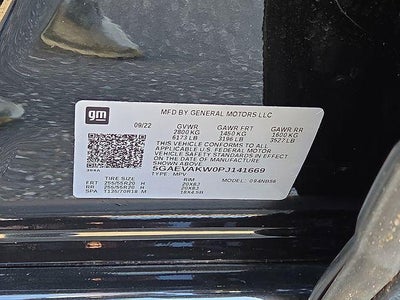 gm
MFD BY GENERAL MOTORS LLC
09/22 GVWR GAWR FRT GAWR RR
2800 KG 1450 KG 1600 KG
6173 LB 3196 LB 3527 LB
THIS VEHICLE CONFORMS TO ALL
APPLICABLE U.S. FEDERAL MOTOR
VEHICLE SAFETY STANDARDS IN EFFECT
ON THE DATE OF MANUFACTURE
5GAEVAKW0PJ141669
TYPE: MPV MODEL:
TIRE SIZE RIM
FRT 255/55R20 H 20X8J
RR 255/55R20 H 20X8J
SPA T135/70R18 M 18X4.5B